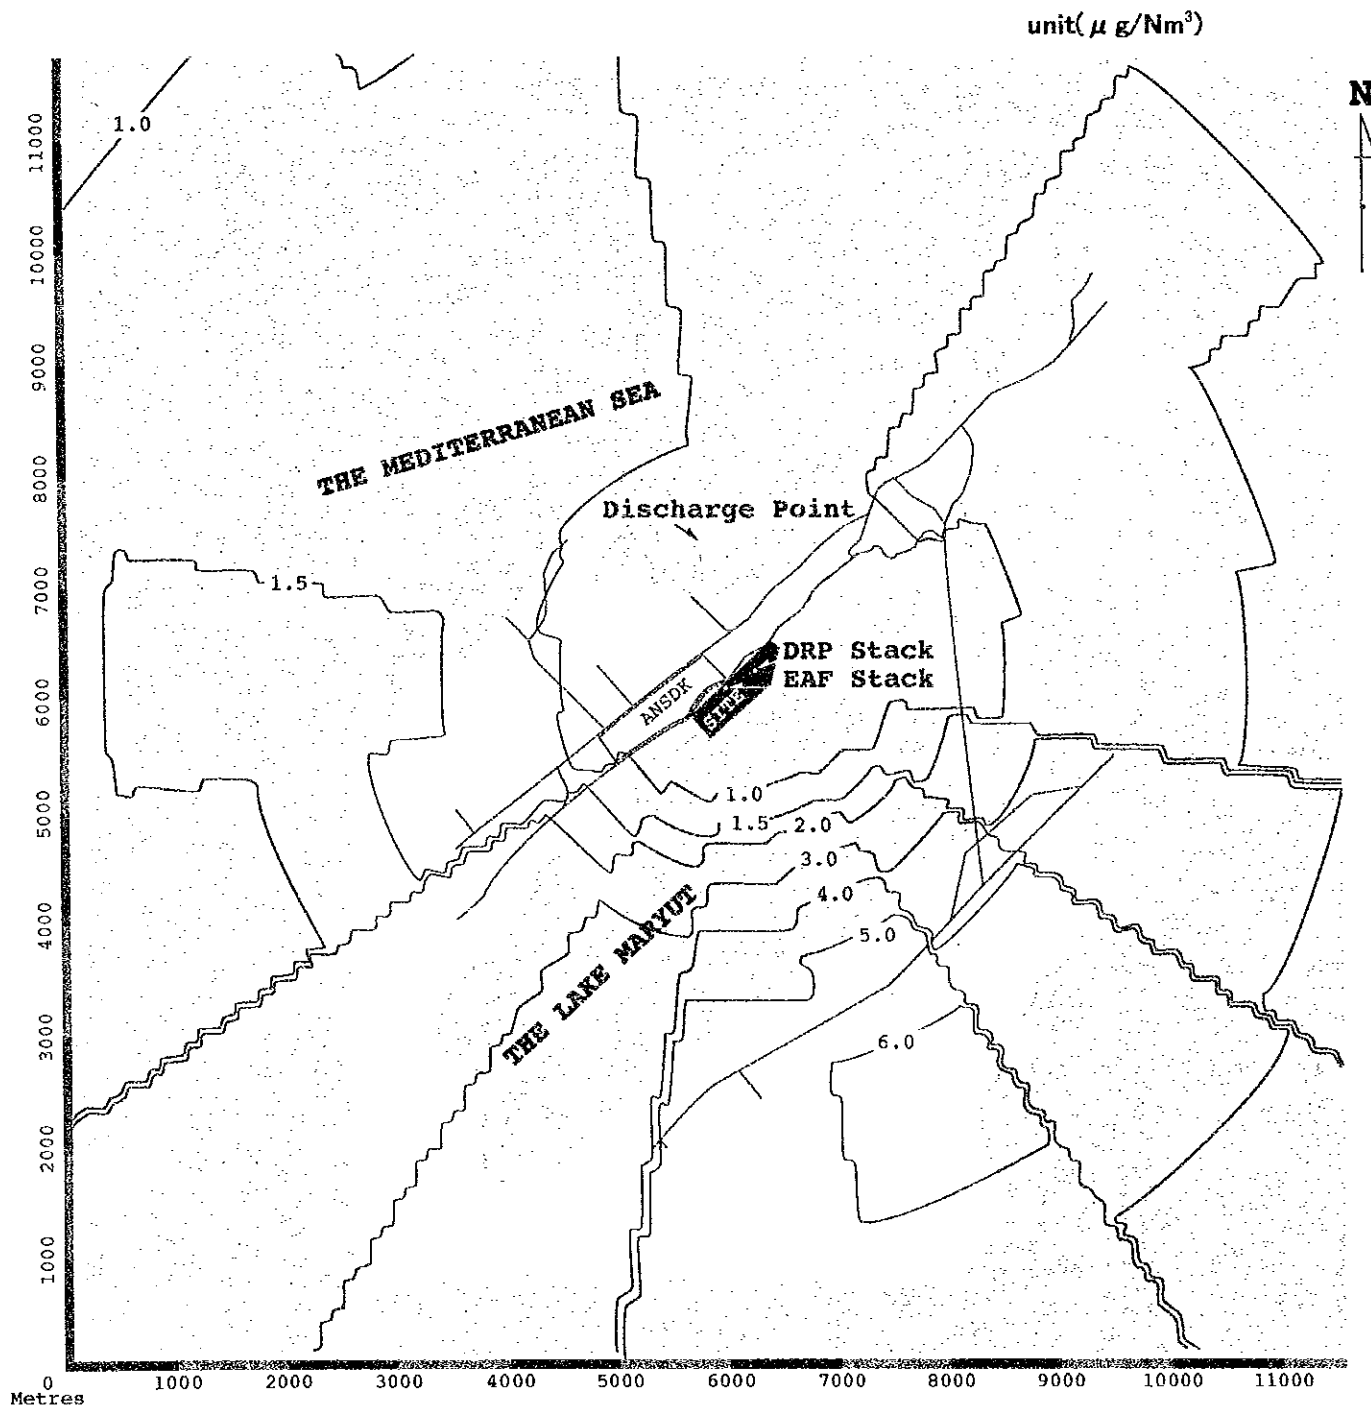 unit( μ g/Nm³)
N
1.0
11000
10000
9000
8000
7000
6000
5000
4000
3000
2000
1000
THE MEDITERRANEAN SEA
Discharge Point
1.5
DRP Stack
EAF Stack
ANSDK
SITE
1.0
1.5
2.0
3.0
4.0
5.0
6.0
THE LAKE MARYUT
0 1000 2000 3000 4000 5000 6000 7000 8000 9000 10000 11000
Metres